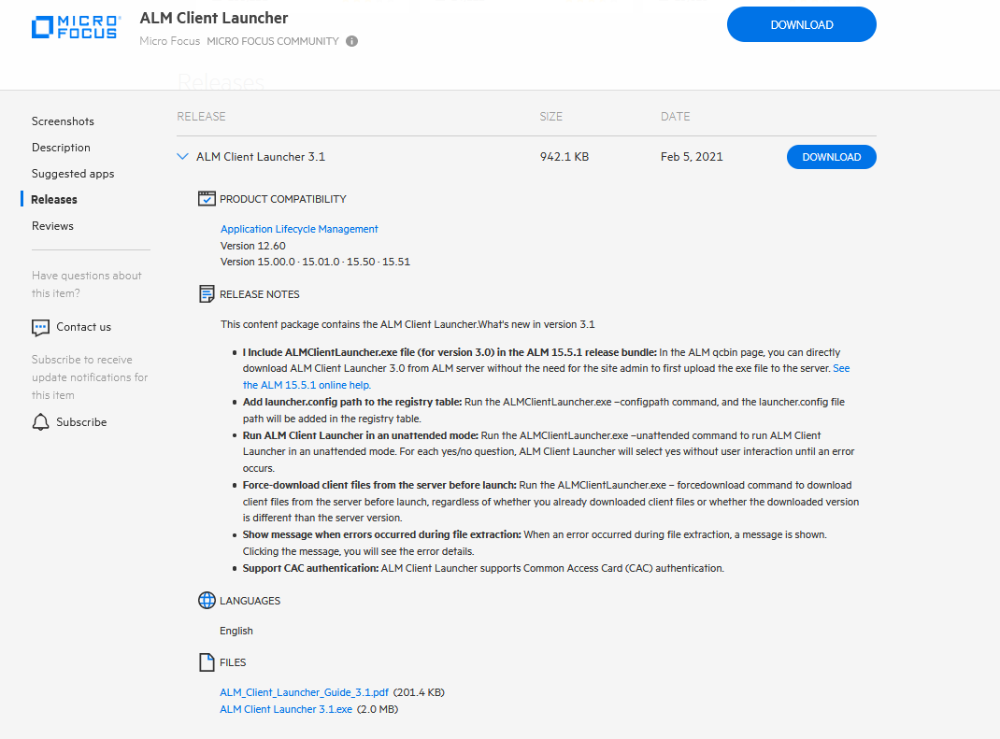 MICRO
FOCUS
ALM Client Launcher
Micro Focus MICRO FOCUS COMMUNITY
DOWNLOAD
Releases
Screenshots
Description
Suggested apps
Releases
Reviews
Have questions about
this item?
Contact us
Subscribe to receive
update notifications for
this item
Subscribe
RELEASE SIZE DATE
ALM Client Launcher 3.1 942.1 KB Feb 5, 2021 DOWNLOAD
PRODUCT COMPATIBILITY
Application Lifecycle Management
Version 12.60
Version 15.00.0 · 15.01.0 · 15.50 · 15.51
RELEASE NOTES
This content package contains the ALM Client Launcher.What's new in version 3.1
• I Include ALMClientLauncher.exe file (for version 3.0) in the ALM 15.5.1 release bundle: In the ALM qcbin page, you can directly
download ALM Client Launcher 3.0 from ALM server without the need for the site admin to first upload the exe file to the server. See
the ALM 15.5.1 online help.
• Add launcher.config path to the registry table: Run the ALMClientLauncher.exe –configpath command, and the launcher.config file
path will be added in the registry table.
• Run ALM Client Launcher in an unattended mode: Run the ALMClientLauncher.exe –unattended command to run ALM Client
Launcher in an unattended mode. For each yes/no question, ALM Client Launcher will select yes without user interaction until an error
occurs.
• Force-download client files from the server before launch: Run the ALMClientLauncher.exe – forcedownload command to download
client files from the server before launch, regardless of whether you already downloaded client files or whether the downloaded version
is different than the server version.
• Show message when errors occurred during file extraction: When an error occurred during file extraction, a message is shown.
Clicking the message, you will see the error details.
• Support CAC authentication: ALM Client Launcher supports Common Access Card (CAC) authentication.
LANGUAGES
English
FILES
ALM_Client_Launcher_Guide_3.1.pdf (201.4 KB)
ALM Client Launcher 3.1.exe (2.0 MB)